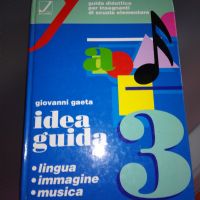 guida didattica
per insegnanti
di scuola elementare
giovanni gaeta
idea
guida
• lingua
• immagine
• musica
3